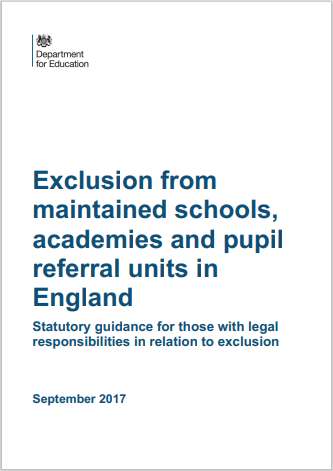 Department
for Education
Exclusion from
maintained schools,
academies and pupil
referral units in
England
Statutory guidance for those with legal
responsibilities in relation to exclusion
September 2017